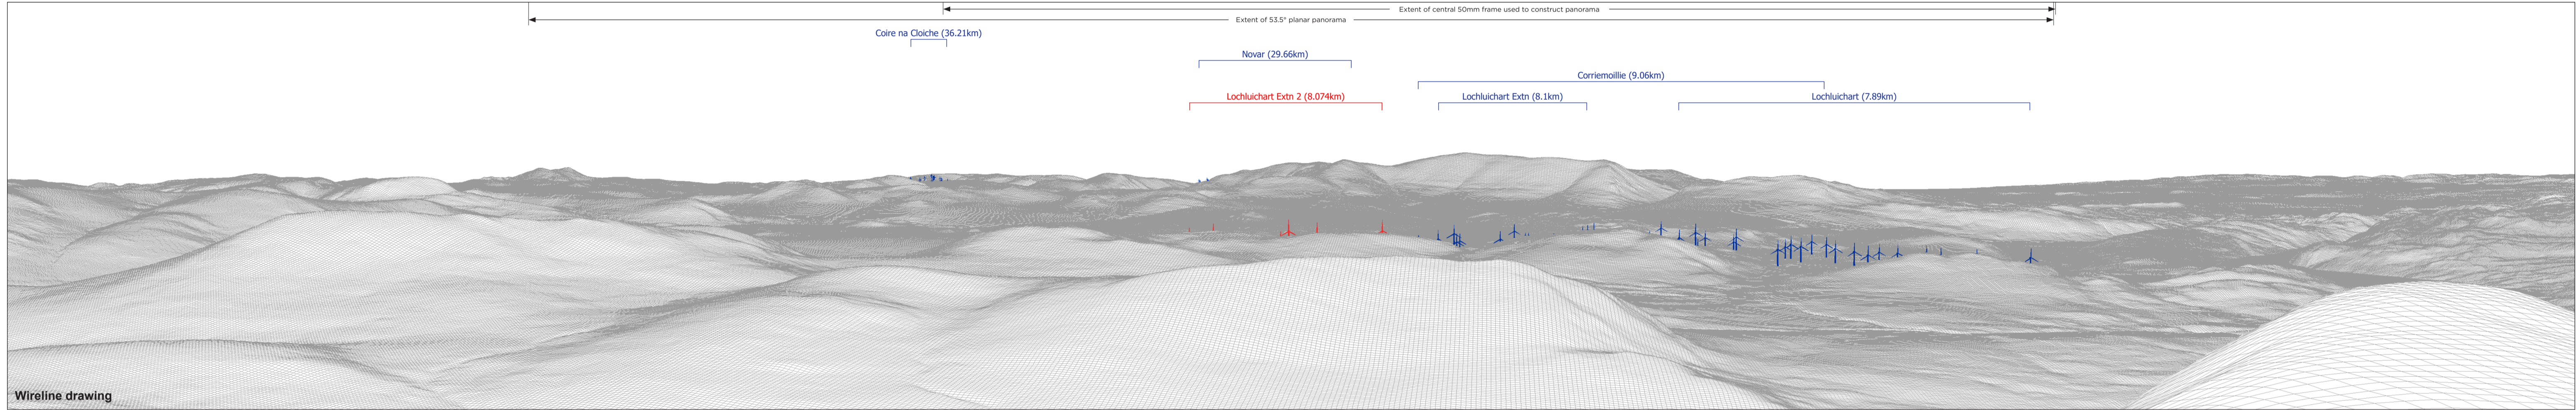 Extent of central 50mm frame used to construct panorama
Extent of 53.5° planar panorama
Coire na Cloiche (36.21km)
Novar (29.66km)
Corriemoillie (9.06km)
Lochluichart Extn 2 (8.074km)
Lochluichart Extn (8.1km)
Lochluichart (7.89km)
Wireline drawing